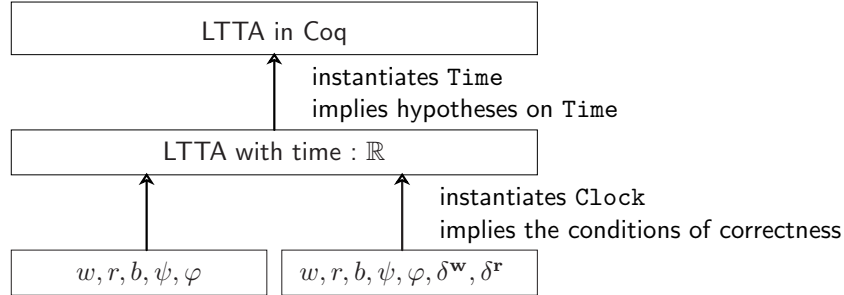 LTTA in Coq
instantiates Time
implies hypotheses on Time
LTTA with time : ℝ
instantiates Clock
implies the conditions of correctness
w, r, b, ψ, φ
w, r, b, ψ, φ, δ^w, δ^r